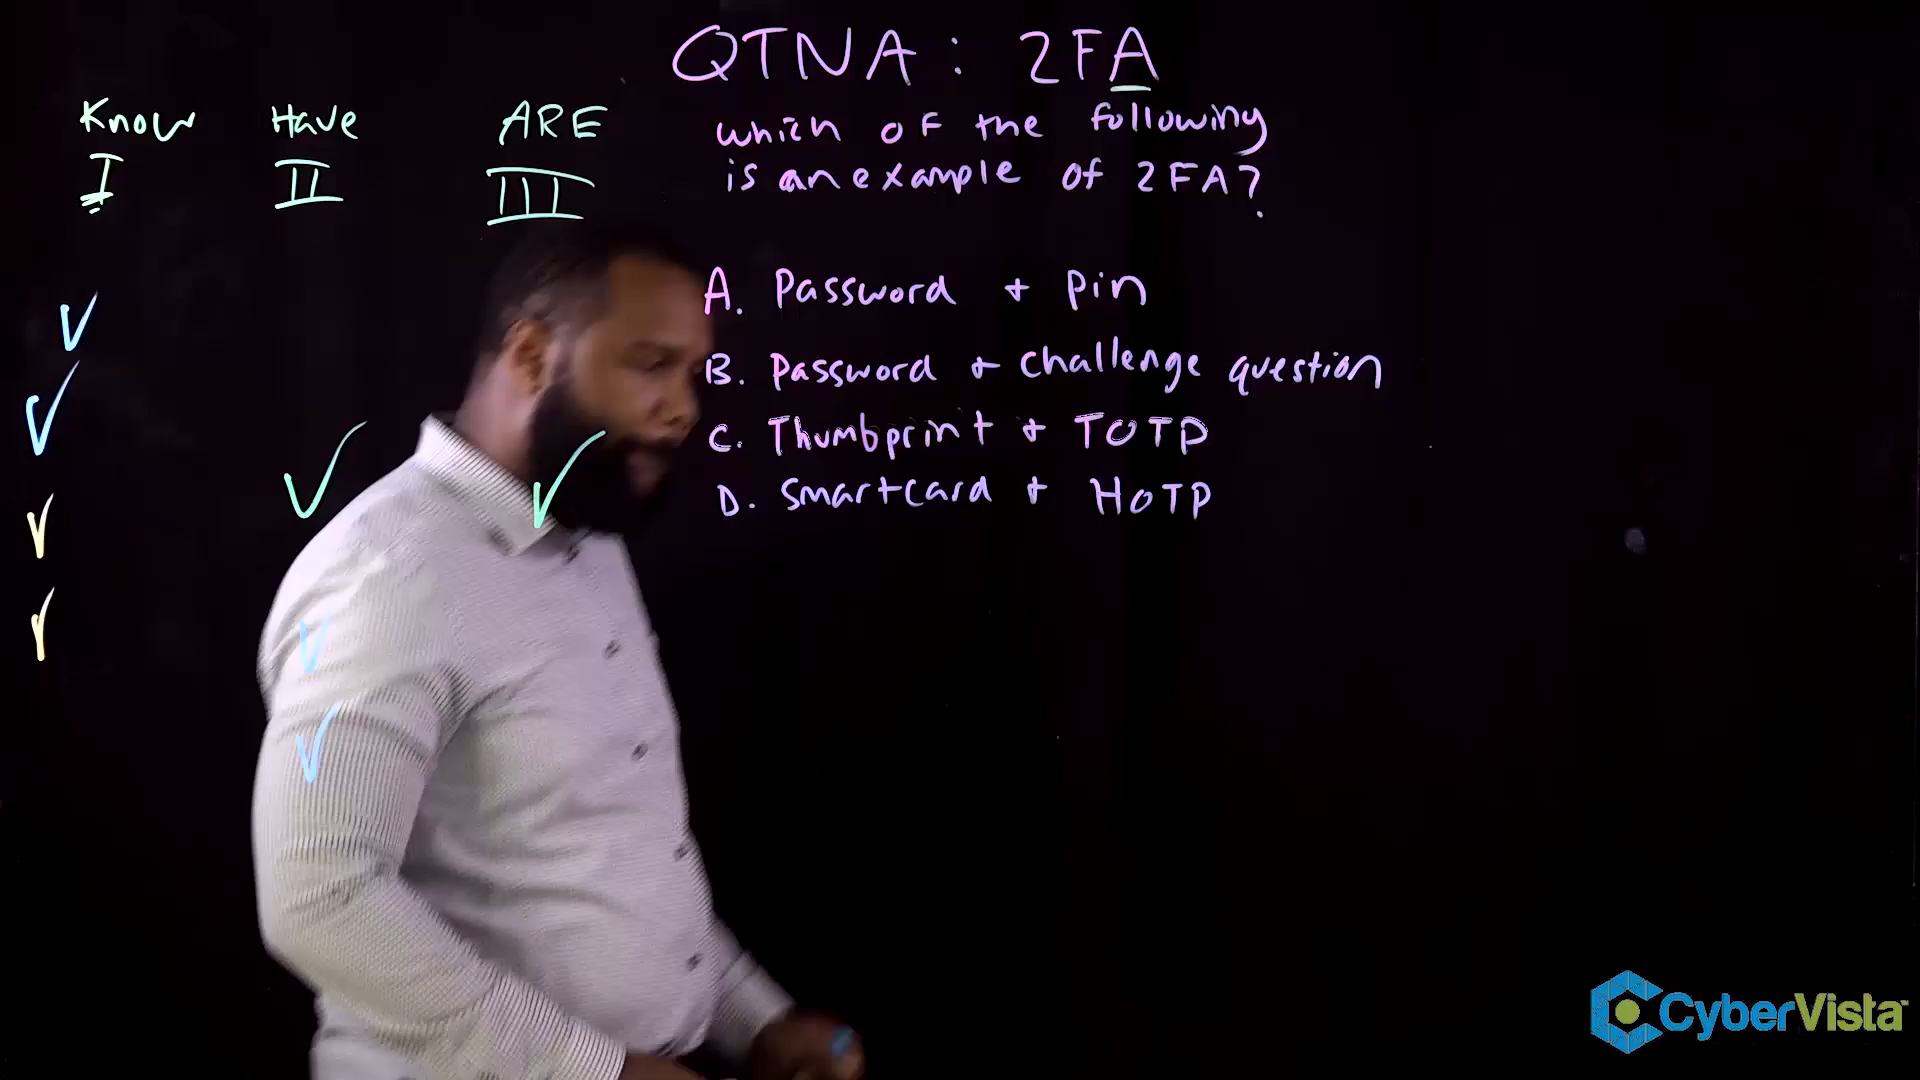 QTNA: 2FA
Know Have ARE
I II III
which of the following
is an example of 2FA?
A. Password + Pin
B. Password + challenge question
C. Thumbprint + TOTP
D. Smartcard + HOTP
CyberVista